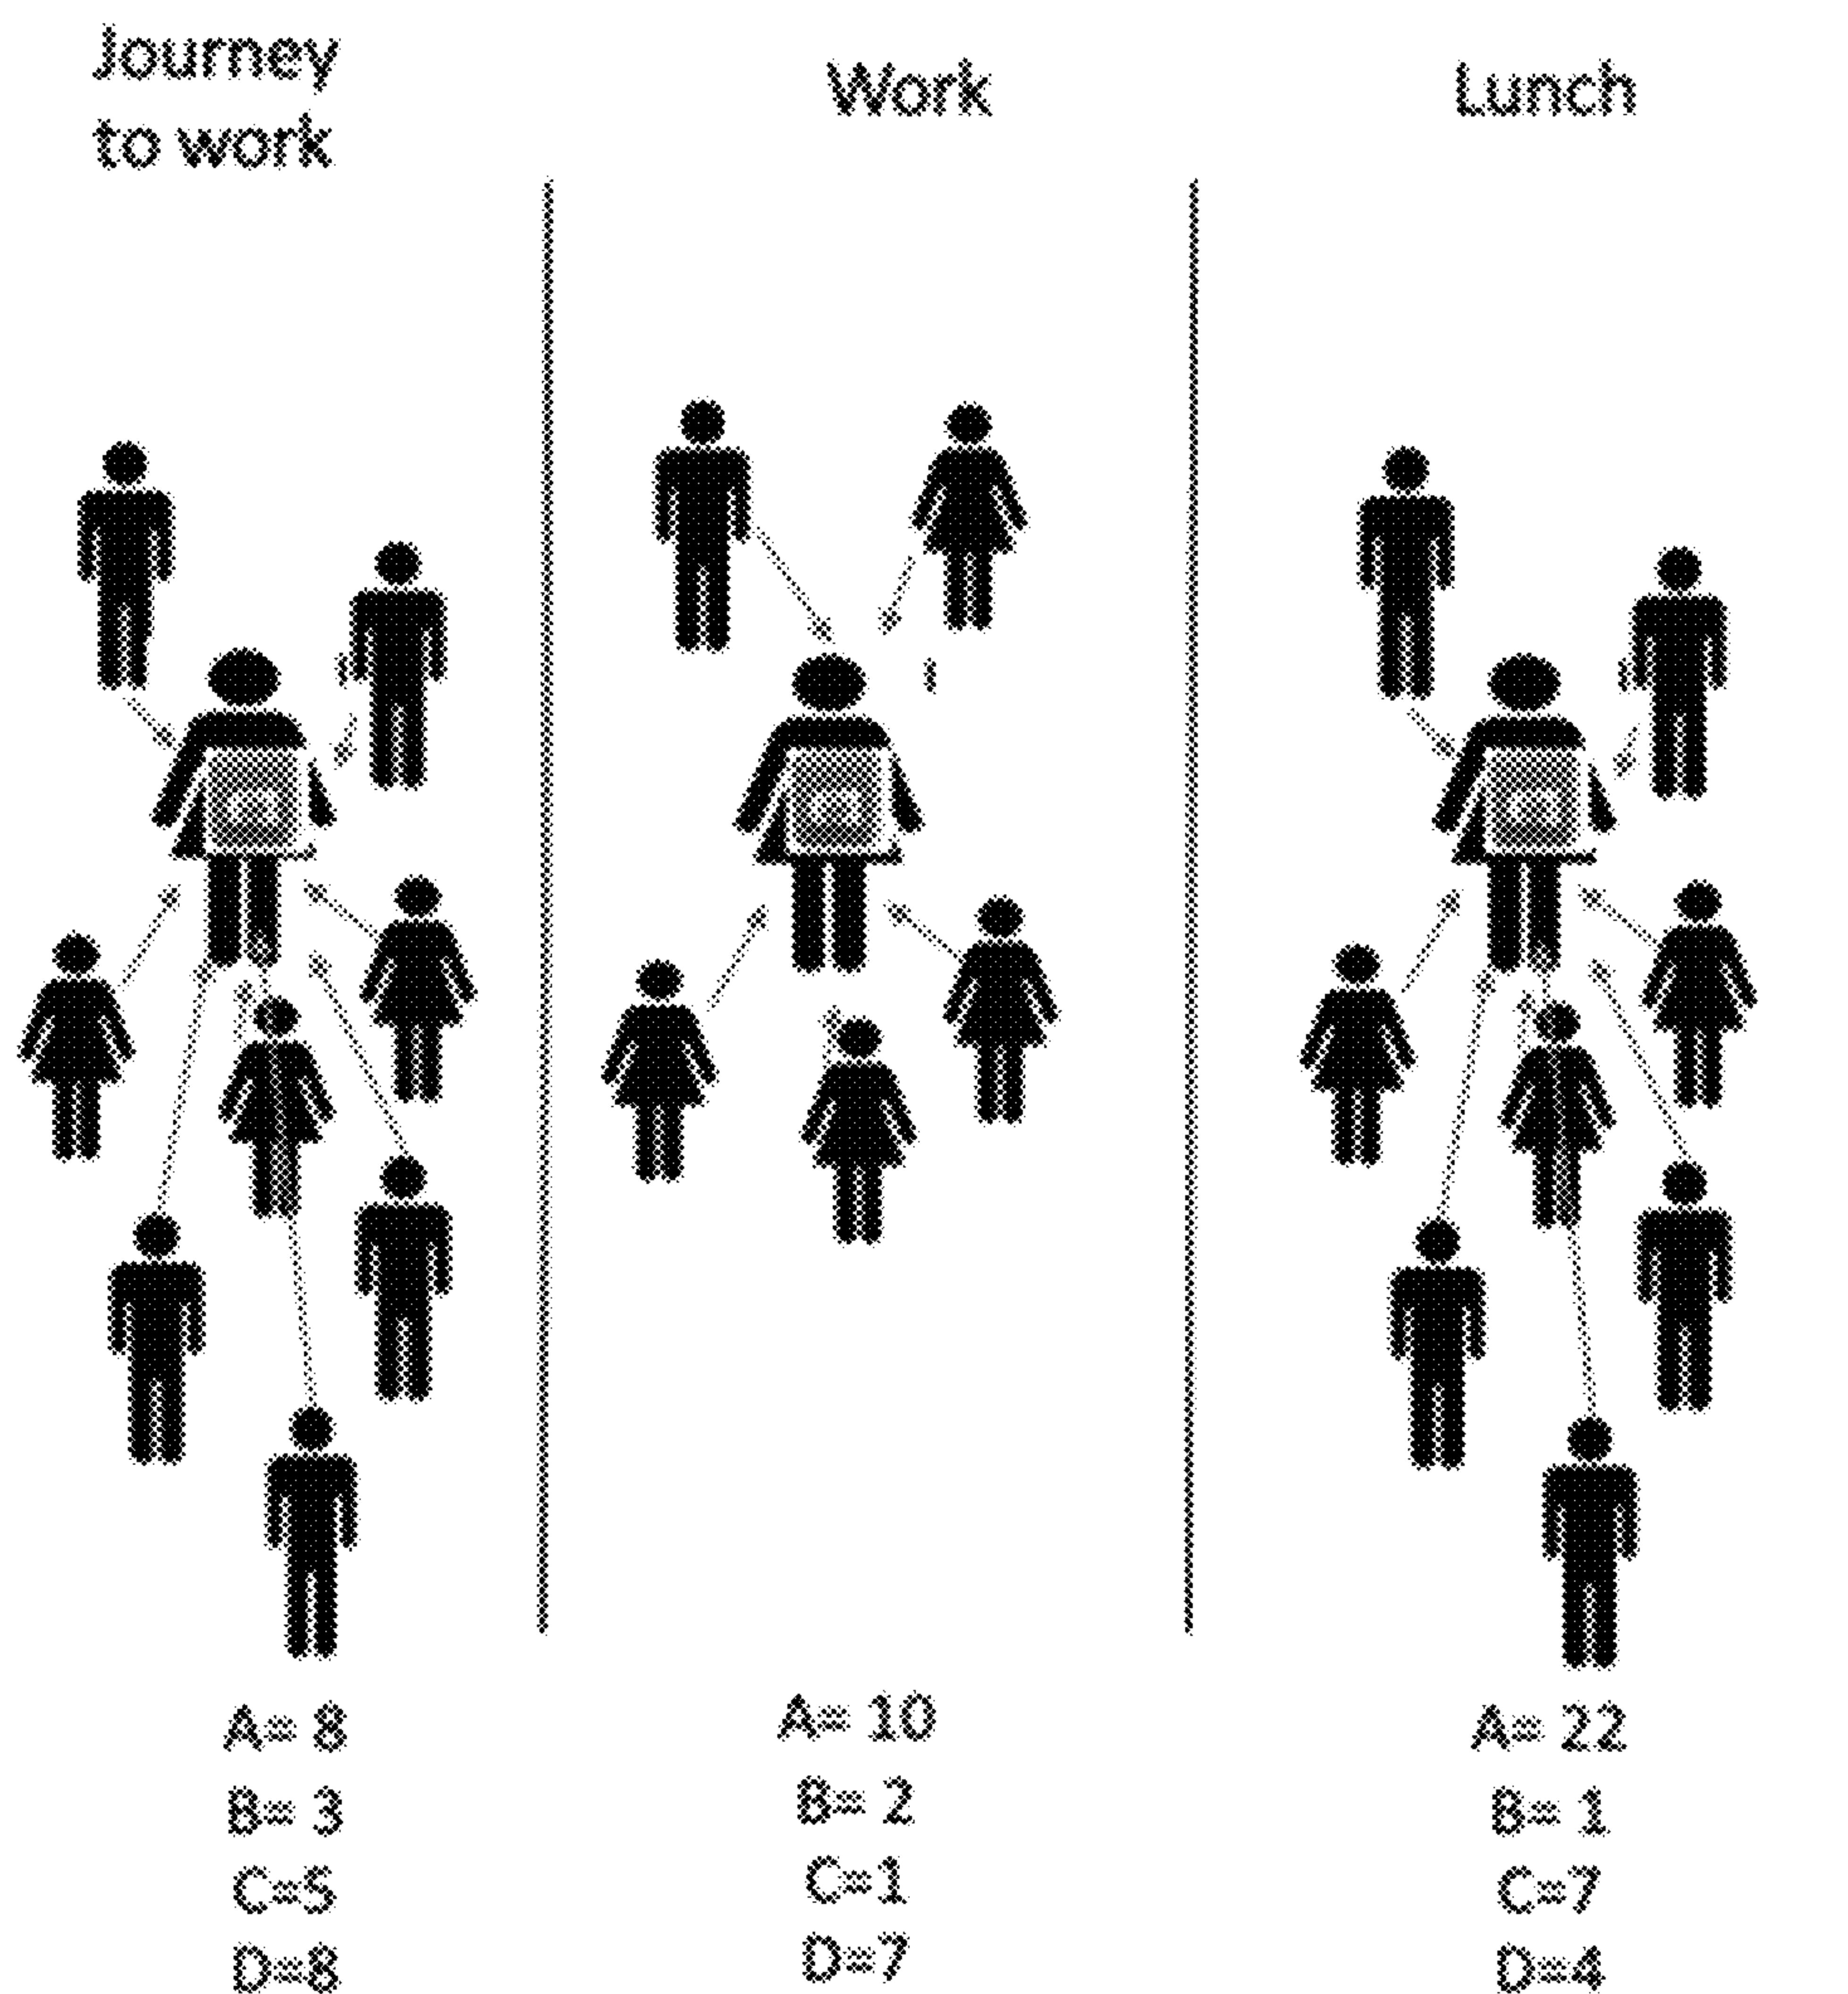 Journey
to work
Work
Lunch
A= 8
B= 3
C=5
D=8
A= 10
B= 2
C=1
D=7
A= 22
B= 1
C=7
D=4